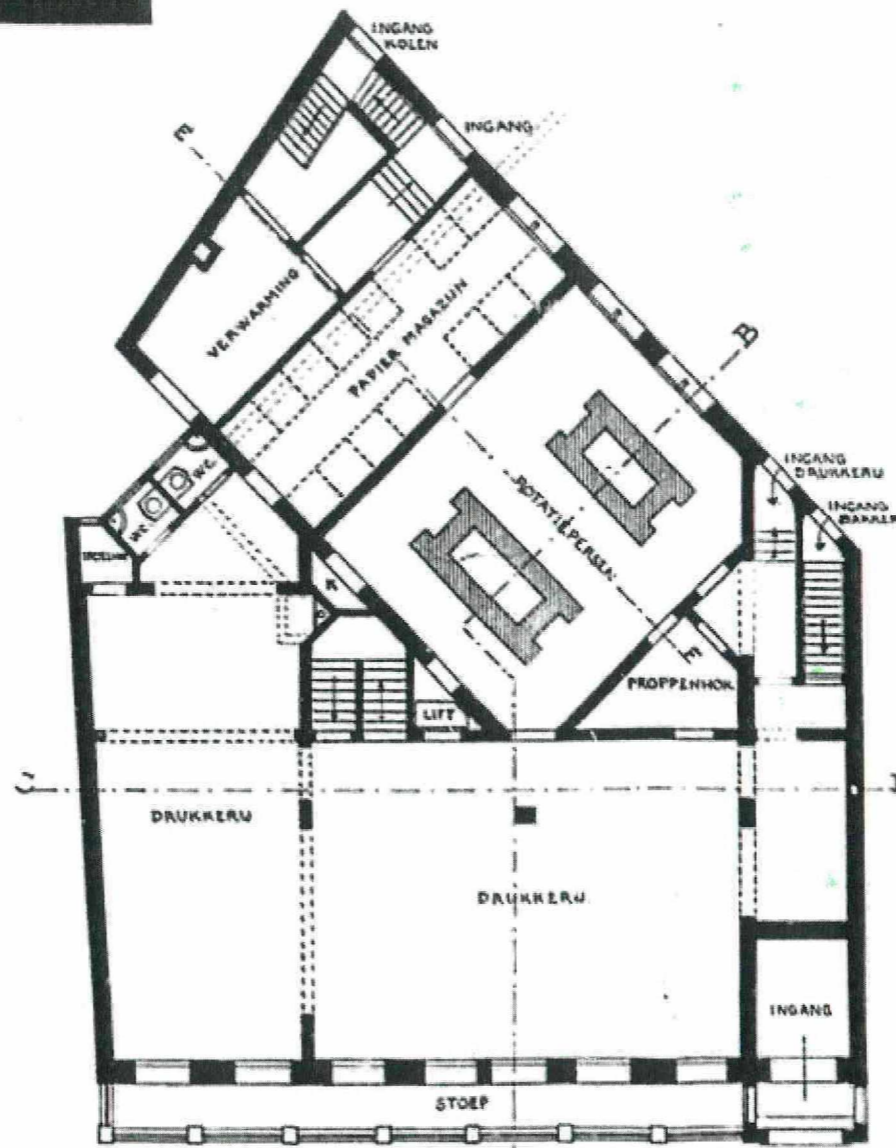 INGANG
KOLEN
INGANG
E
VERWARMING
PAPIER MAGAZIJN
B
ROTATIEPERSEN
INGANG
DRUKKERIJ
INGANG
W.C.
W.C.
K
E
PROPPENHOK
LIFT
C
DRUKKERIJ
DRUKKERIJ
INGANG
STOEP